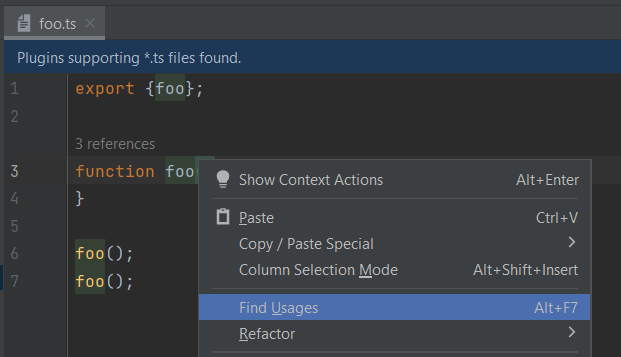 foo.ts
Plugins supporting *.ts files found.
1 export {foo};
2
3 references
3 function foo
4 }
5
6 foo();
7 foo();
Show Context Actions Alt+Enter
Paste Ctrl+V
Copy / Paste Special
Column Selection Mode Alt+Shift+Insert
Find Usages Alt+F7
Refactor